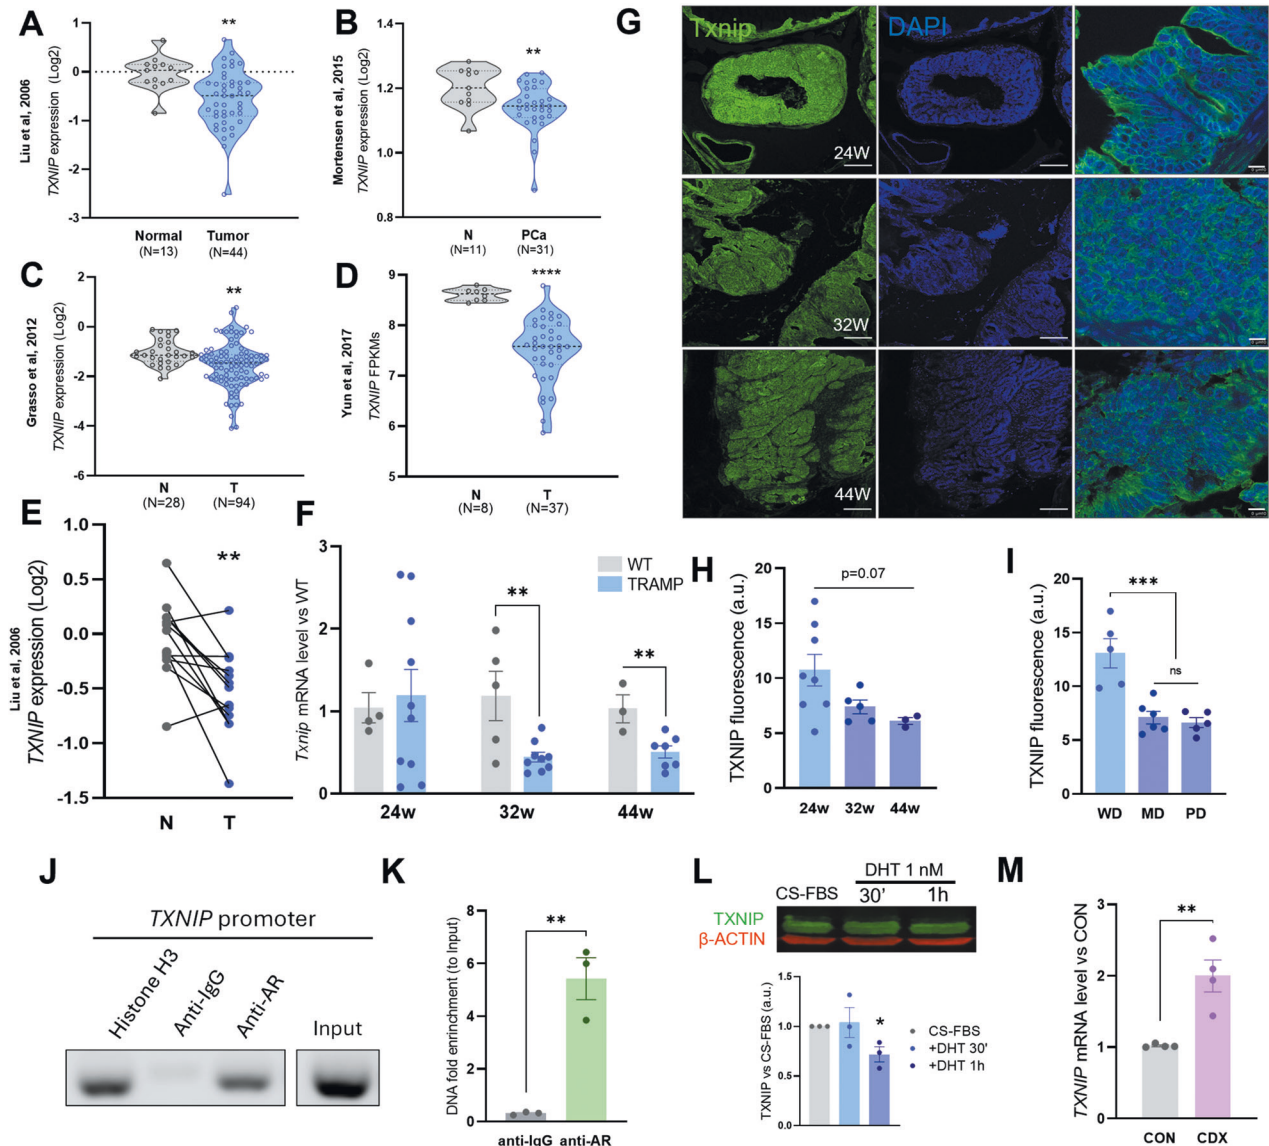 A
Liu et al, 2006
TXNIP expression (Log2)
1
0
-1
-2
-3
**
Normal
(N=13)
Tumor
(N=44)
B
Mortensen et al, 2015
TXNIP expression (Log2)
1.4
1.2
1.0
0.8
**
N
(N=11)
PCa
(N=31)
C
Grasso et al, 2012
TXNIP expression (Log2)
2
0
-2
-4
-6
**
N
(N=28)
T
(N=94)
D
Yun et al, 2017
TXNIP FPKMs
9
8
7
6
5
****
N
(N=8)
T
(N=37)
E
Liu et al, 2006
TXNIP expression (Log2)
1.0
0.5
0.0
-0.5
-1.0
-1.5
**
N
T
F
Txnip mRNA level vs WT
3
2
1
0
WT
TRAMP
**
**
24w
32w
44w
G
Txnip
DAPI
24W
32W
44W
H
TXNIP fluorescence (a.u.)
20
15
10
5
0
p=0.07
24w
32w
44w
I
TXNIP fluorescence (a.u.)
20
15
10
5
0
***
ns
WD
MD
PD
J
TXNIP promoter
Histone H3
Anti-IgG
Anti-AR
Input
K
DNA fold enrinchment (to Input)
8
6
4
2
0
**
anti-IgG
anti-AR
L
DHT 1 nM
CS-FBS
30'
1h
TXNIP
β-ACTIN
TXNIP vs CS-FBS (a.u.)
1.5
1.0
0.5
0.0
*
CS-FBS
+DHT 30'
+DHT 1h
M
TXNIP mRNA level vs CON
3
2
1
0
**
CON
CDX